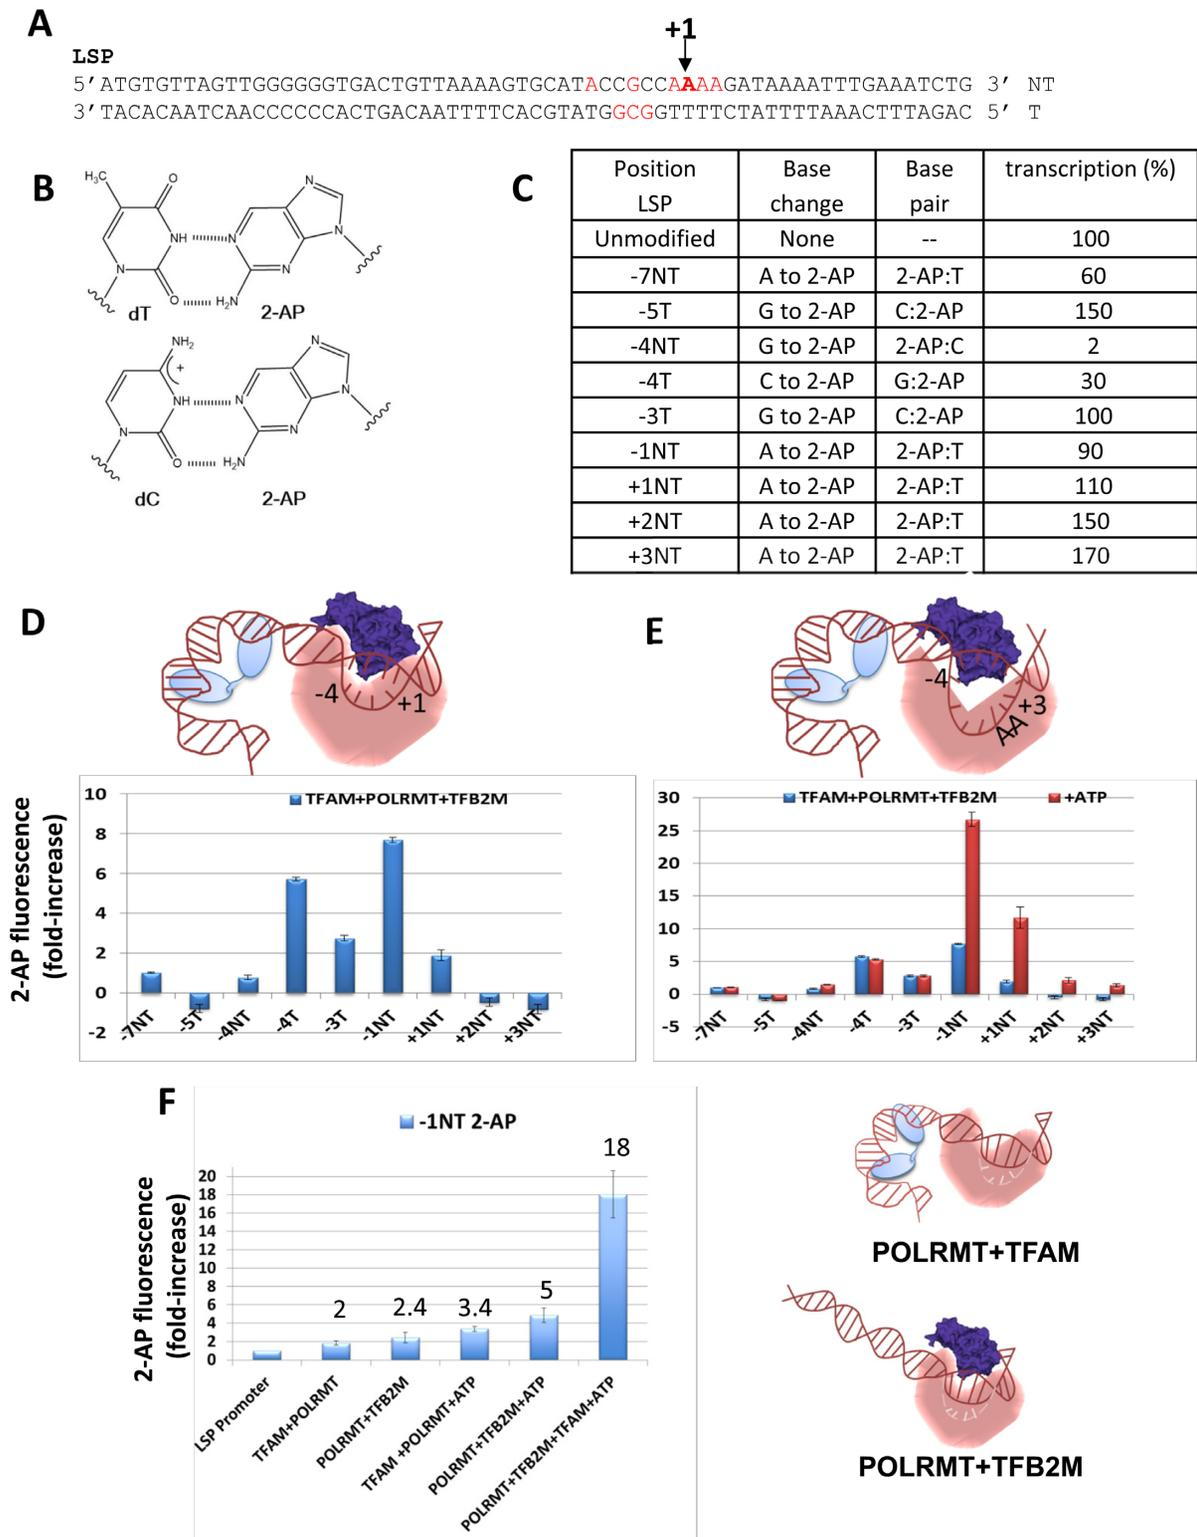 A
+1
LSP
5' ATGTGTTAGTTGGGGGGTGACTGTTAAAAGTGCATACCGCCAAAAGATAAAATTTGAAATCTG 3' NT
3' TACACAATCAACCCCCCACTGACAATTTTCACGTATGGCGGTTTTCTATTTTAAACTTTAGAC 5' T
B
H₃C
O
N
N
NH
N
N
N
N
O
H₂N
dT
2-AP
NH₂
+
N
N
NH
N
N
N
N
O
H₂N
dC
2-AP
C
Position LSP Base change Base pair transcription (%)
Unmodified None -- 100
-7NT A to 2-AP 2-AP:T 60
-5T G to 2-AP C:2-AP 150
-4NT G to 2-AP 2-AP:C 2
-4T C to 2-AP G:2-AP 30
-3T G to 2-AP C:2-AP 100
-1NT A to 2-AP 2-AP:T 90
+1NT A to 2-AP 2-AP:T 110
+2NT A to 2-AP 2-AP:T 150
+3NT A to 2-AP 2-AP:T 170
D
-4
+1
2-AP fluorescence
(fold-increase)
TFAM+POLRMT+TFB2M
10
8
6
4
2
0
-2
-7NT -5T -4NT -4T -3T -1NT +1NT +2NT +3NT
E
-4
+3
AA
TFAM+POLRMT+TFB2M +ATP
30
25
20
15
10
5
0
-5
-7NT -5T -4NT -4T -3T -1NT +1NT +2NT +3NT
F
-1NT 2-AP
2-AP fluorescence
(fold-increase)
20
18
16
14
12
10
8
6
4
2
0
2
2.4
3.4
5
18
LSP Promoter
TFAM+POLRMT
POLRMT+TFB2M
TFAM +POLRMT+ATP
POLRMT+TFB2M+ATP
POLRMT+TFB2M+TFAM+ATP
POLRMT+TFAM
POLRMT+TFB2M